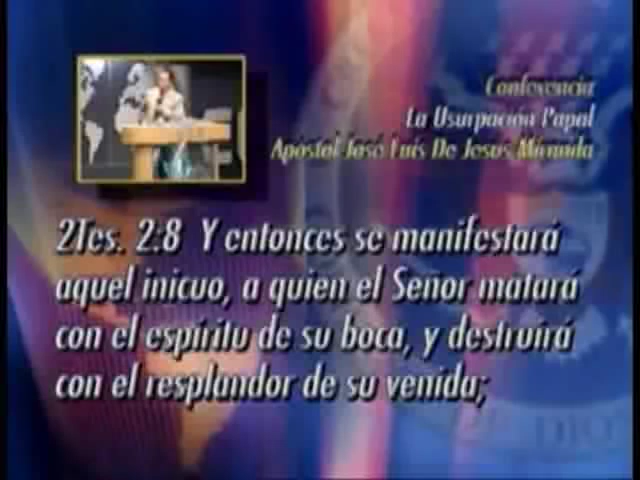 Conferencia
La Usurpación Papal
Apóstol José Luis De Jesús Miranda
2Tes. 2:8 Y entonces se manifestará
aquel inicuo, a quien el Señor matará
con el espíritu de su boca, y destruirá
con el resplandor de su venida;
DIO